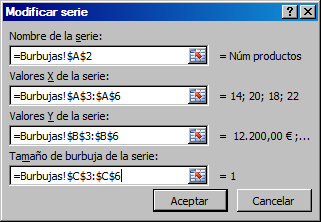 Modificar serie
Nombre de la serie:
=Burbujas!$A$2 = Núm productos
Valores X de la serie:
=Burbujas!$A$3:$A$6 = 14; 20; 18; 22
Valores Y de la serie:
=Burbujas!$B$3:$B$6 = 12.200,00 € ;...
Tamaño de burbuja de la serie:
=Burbujas!$C$3:$C$6 = 1
Aceptar Cancelar